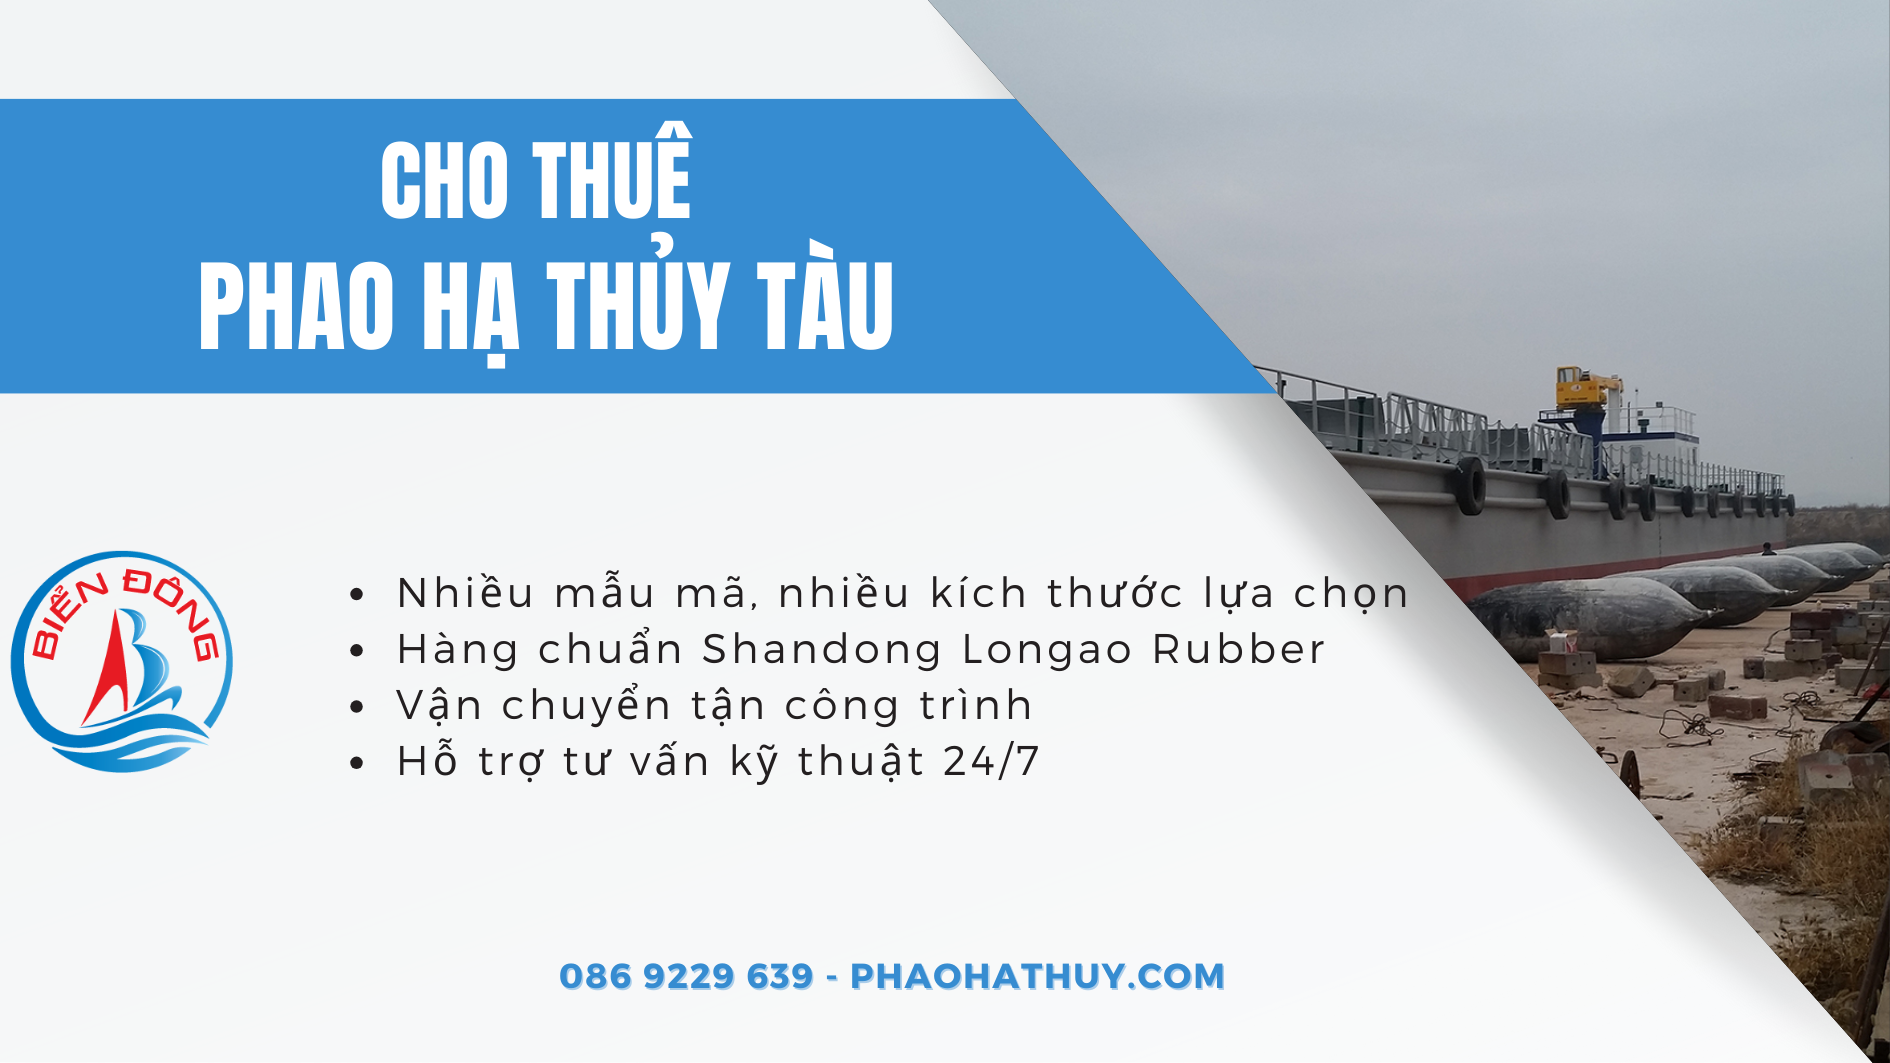 CHO THUÊ
PHAO HẠ THỦY TÀU
BIỂN ĐÔNG
Nhiều mẫu mã, nhiều kích thước lựa chọn
Hàng chuẩn Shandong Longao Rubber
Vận chuyển tận công trình
Hỗ trợ tư vấn kỹ thuật 24/7
086 9229 639 - PHAOHATHUY.COM